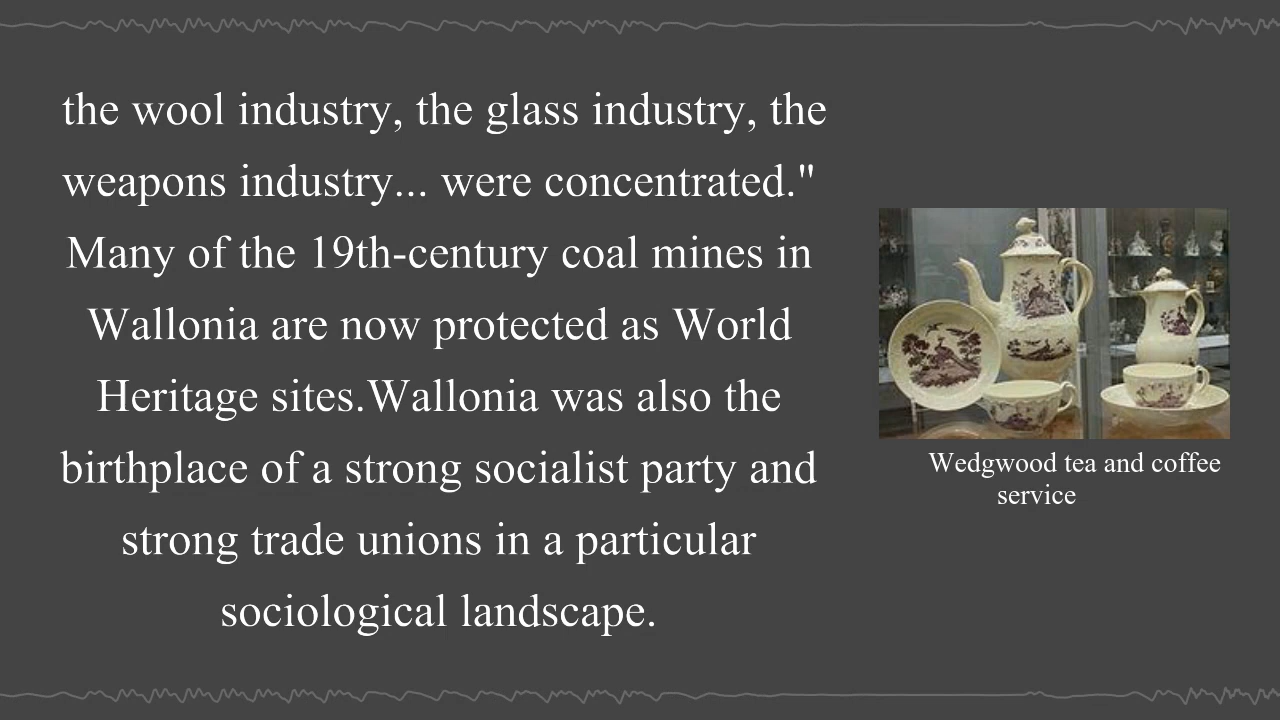 the wool industry, the glass industry, the
weapons industry... were concentrated."
Many of the 19th-century coal mines in
Wallonia are now protected as World
Heritage sites.Wallonia was also the
birthplace of a strong socialist party and
strong trade unions in a particular
sociological landscape.
Wedgwood tea and coffee
service